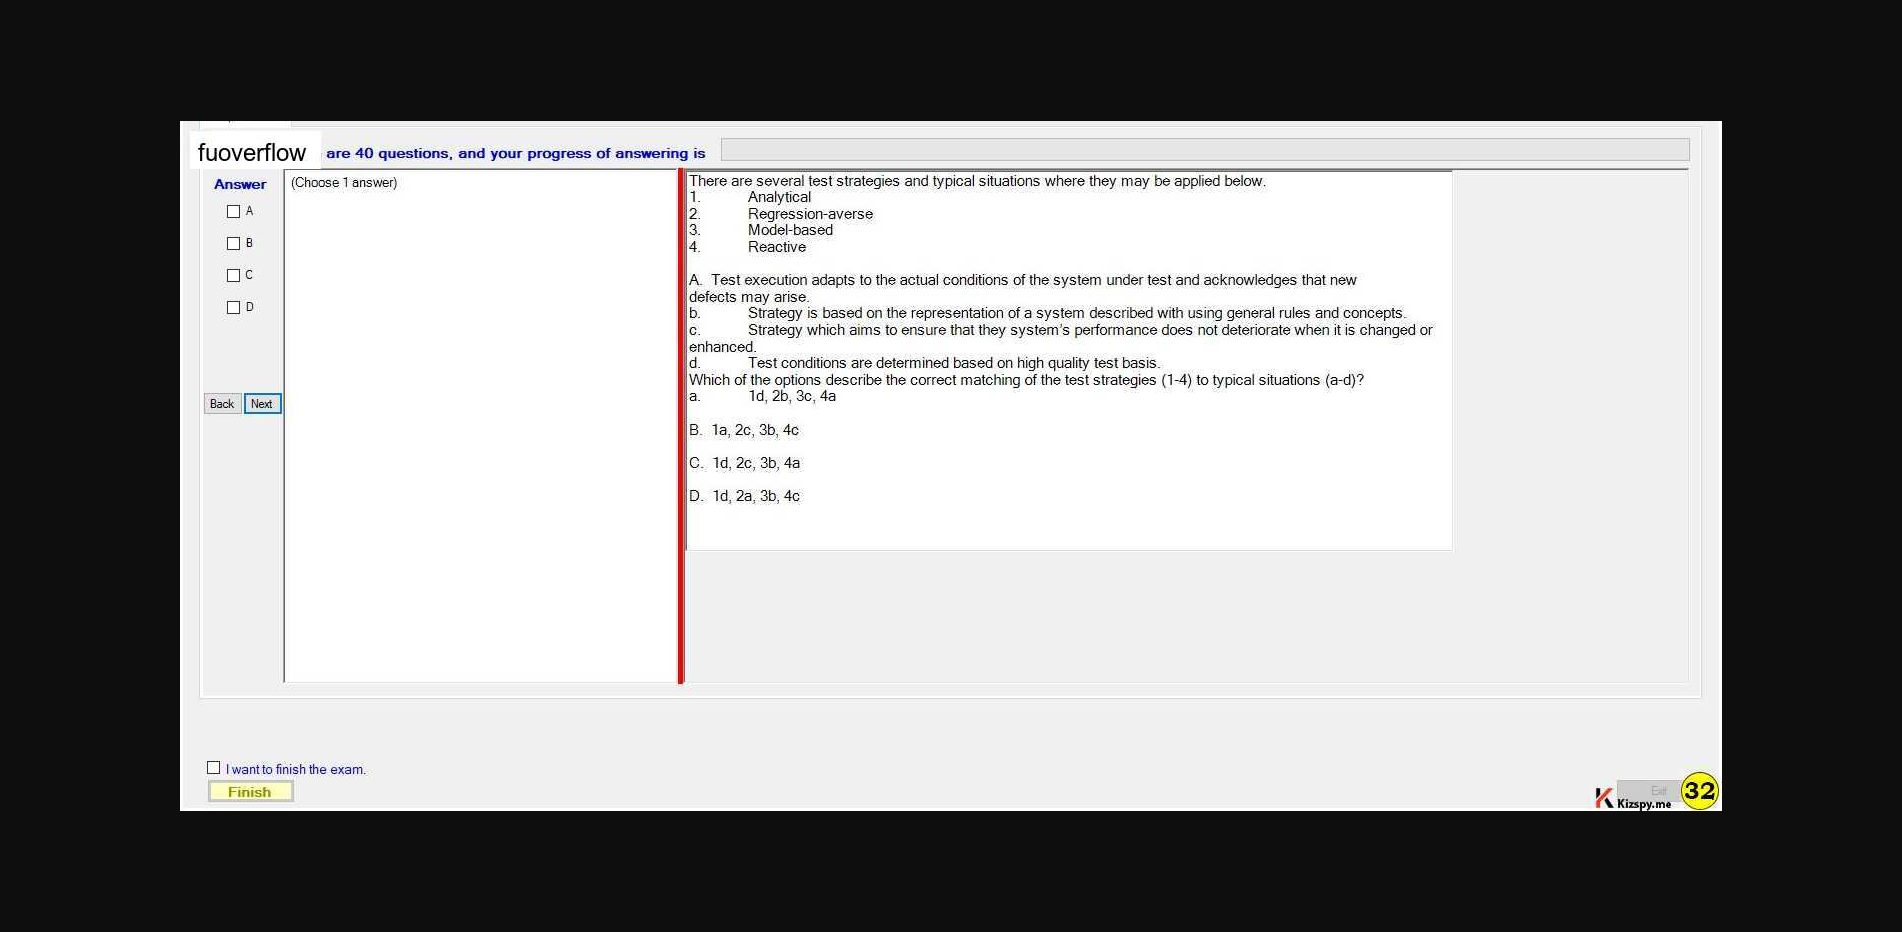 fuoverflow are 40 questions, and your progress of answering is
Answer
(Choose 1 answer)
A
B
C
D
Back Next
There are several test strategies and typical situations where they may be applied below.
1. Analytical
2. Regression-averse
3. Model-based
4. Reactive
A. Test execution adapts to the actual conditions of the system under test and acknowledges that new
defects may arise.
b. Strategy is based on the representation of a system described with using general rules and concepts.
c. Strategy which aims to ensure that they system's performance does not deteriorate when it is changed or
enhanced.
d. Test conditions are determined based on high quality test basis.
Which of the options describe the correct matching of the test strategies (1-4) to typical situations (a-d)?
a. 1d, 2b, 3c, 4a
B. 1a, 2c, 3b, 4c
C. 1d, 2c, 3b, 4a
D. 1d, 2a, 3b, 4c
I want to finish the exam.
Finish
Exit
Kizspy.me
32